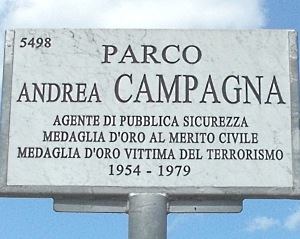 5498
PARCO
ANDREA CAMPAGNA
AGENTE DI PUBBLICA SICUREZZA
MEDAGLIA D'ORO AL MERITO CIVILE
MEDAGLIA D'ORO VITTIMA DEL TERRORISMO
1954 - 1979